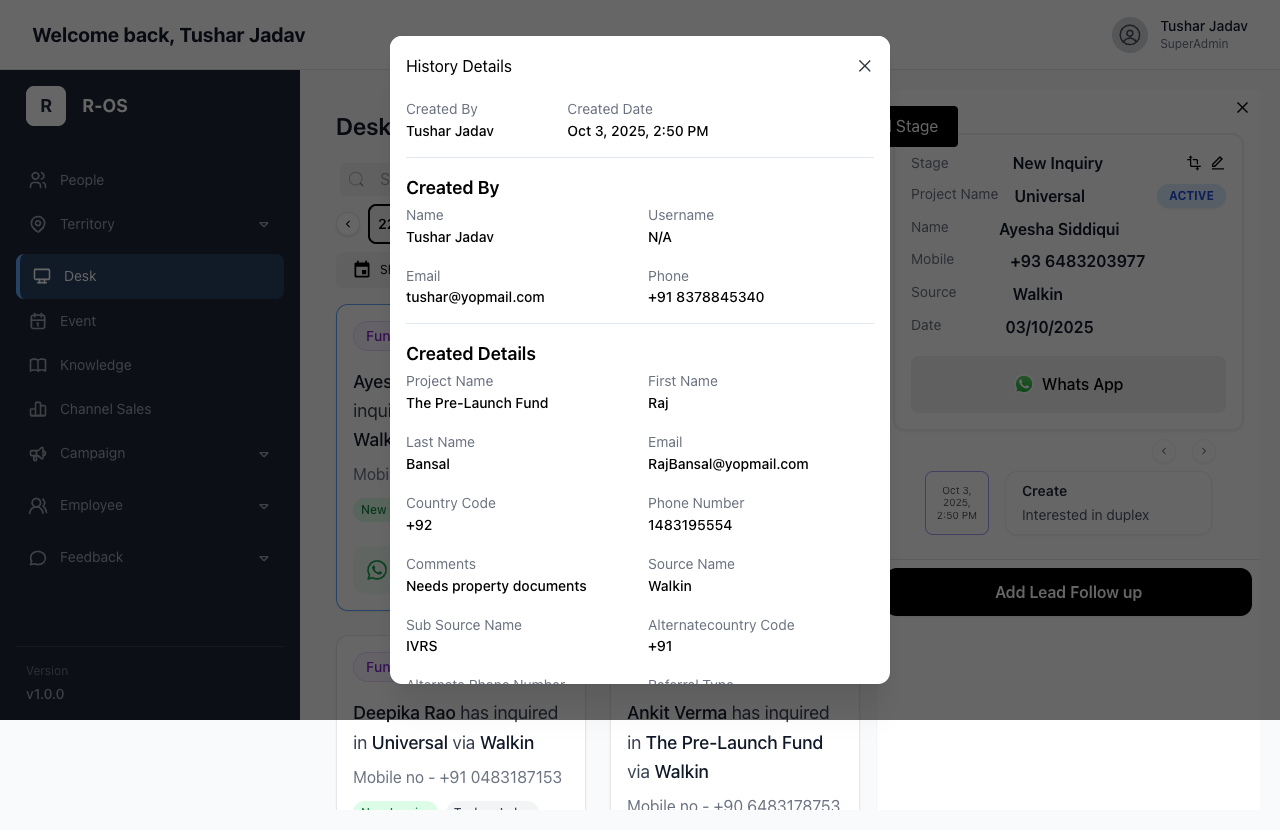 Welcome back, Tushar Jadav
Tushar Jadav
SuperAdmin
R R-OS
People
Territory
Desk
Event
Knowledge
Channel Sales
Campaign
Employee
Feedback
Version
v1.0.0
Desk
S
22
Fun
Ayes
inqui
Walk
Mobi
New
Fun
Deepika Rao has inquired
in Universal via Walkin
Mobile no - +91 0483187153
Ankit Verma has inquired
in The Pre-Launch Fund
via Walkin
Mobile no - +90 6483178753
History Details
Created By Created Date
Tushar Jadav Oct 3, 2025, 2:50 PM
Created By
Name Username
Tushar Jadav N/A
Email Phone
tushar@yopmail.com +91 8378845340
Created Details
Project Name First Name
The Pre-Launch Fund Raj
Last Name Email
Bansal RajBansal@yopmail.com
Country Code Phone Number
+92 1483195554
Comments Source Name
Needs property documents Walkin
Sub Source Name Alternatecountry Code
IVRS +91
Alternate Phone Number Referral Type
Stage
Stage New Inquiry
Project Name Universal ACTIVE
Name Ayesha Siddiqui
Mobile +93 6483203977
Source Walkin
Date 03/10/2025
Whats App
Oct 3,
2025,
2:50 PM
Create
Interested in duplex
Add Lead Follow up